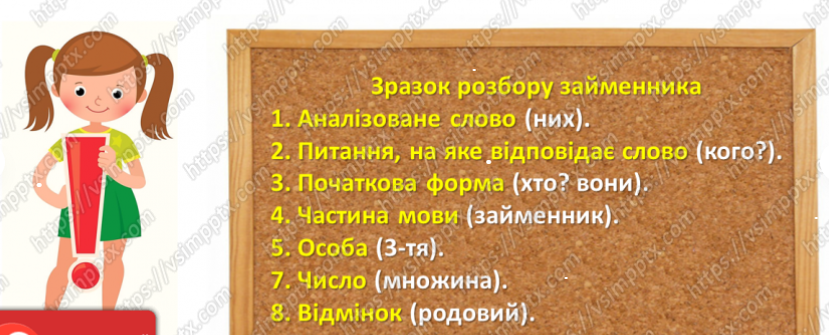 Зразок розбору займенника
1. Аналізоване слово (них).
2. Питання, на яке відповідає слово (кого?).
3. Початкова форма (хто? вони).
4. Частина мови (займенник).
5. Особа (3-тя).
7. Число (множина).
8. Відмінок (родовий).